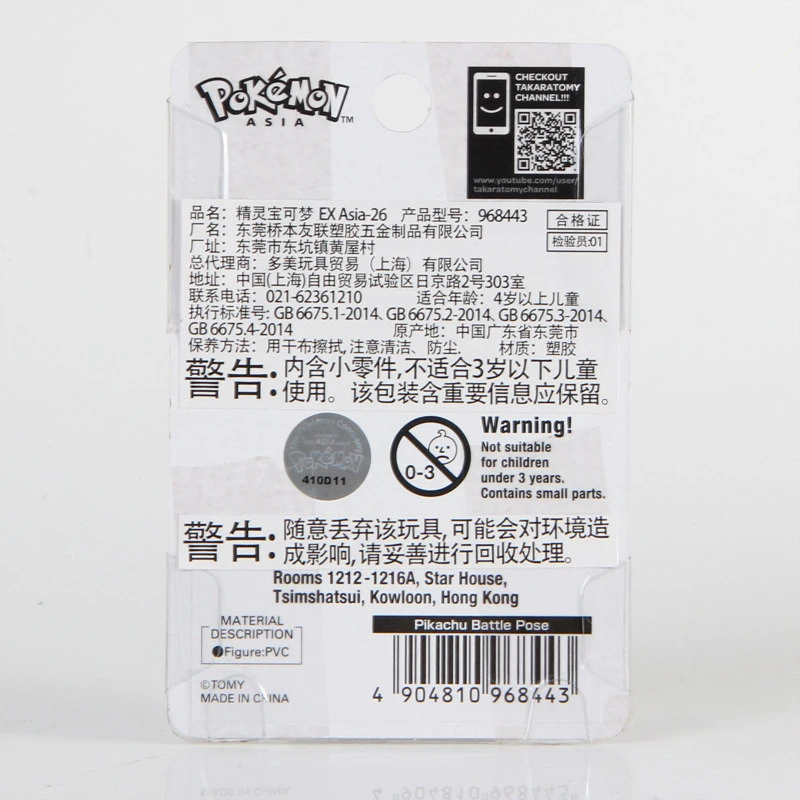 POKÉMON
ASIA ™
CHECKOUT
TAKARATOMY
CHANNEL!!!
www.youtube.com/user/
takaratomychannel
品名：精灵宝可梦 EX Asia-26 产品型号：968443
合格证
厂名：东莞桥本友联塑胶五金制品有限公司
检验员:01
厂址：东莞市东坑镇黄屋村
总代理商：多美玩具贸易（上海）有限公司
地址：中国(上海)自由贸易试验区日京路2号303室
联系电话：021-62361210 适合年龄：4岁以上儿童
执行标准号: GB 6675.1-2014、GB 6675.2-2014、GB 6675.3-2014、
GB 6675.4-2014 原产地：中国广东省东莞市
保养方法：用干布擦拭,注意清洁、防尘. 材质：塑胶
警告:内含小零件,不适合3岁以下儿童
使用。该包装含重要信息应保留。
POKÉMON
410D11
0-3
Warning!
Not suitable
for children
under 3 years.
Contains small parts.
警告:随意丢弃该玩具,可能会对环境造
成影响,请妥善进行回收处理。
Rooms 1212-1216A, Star House,
Tsimshatsui, Kowloon, Hong Kong
MATERIAL
DESCRIPTION
Figure:PVC
©TOMY
MADE IN CHINA
Pikachu Battle Pose
4 904810 968443